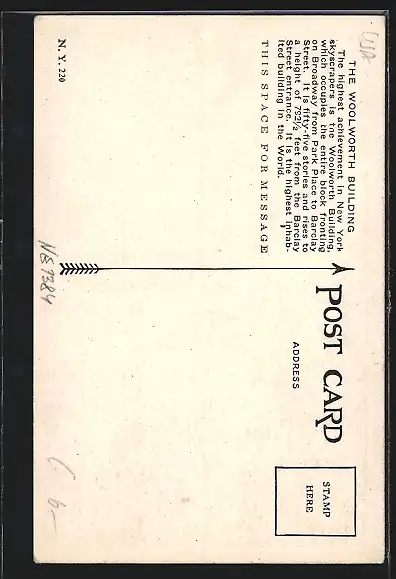 USA
THE WOOLWORTH BUILDING
The highest achievement in New York
skyscrapers is the Woolworth Building,
which occupies the entire block fronting
on Broadway from Park Place to Barclay
Street. It is fifty-five stories and rises to
a height of 792½ feet from the Barclay
Street entrance. It is the highest inhab-
ited building in the World.
THIS SPACE FOR MESSAGE
N. Y. 220
POST CARD
ADDRESS
STAMP
HERE
N81384